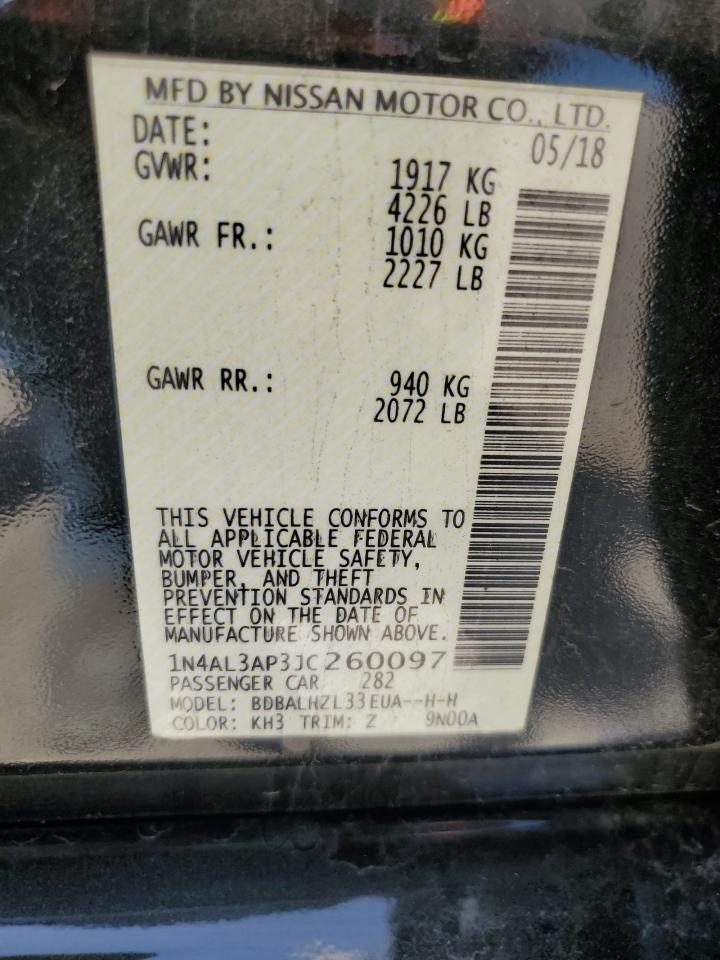 MFD BY NISSAN MOTOR CO., LTD.
DATE: 05/18
GVWR: 1917 KG
4226 LB
GAWR FR.: 1010 KG
2227 LB
GAWR RR.: 940 KG
2072 LB
THIS VEHICLE CONFORMS TO
ALL APPLICABLE FEDERAL
MOTOR VEHICLE SAFETY,
BUMPER, AND THEFT
PREVENTION STANDARDS IN
EFFECT ON THE DATE OF
MANUFACTURE SHOWN ABOVE.
1N4AL3AP3JC260097
PASSENGER CAR 282
MODEL: BDBALHZL33EUA--H-H
COLOR: KH3 TRIM: Z 9N00A